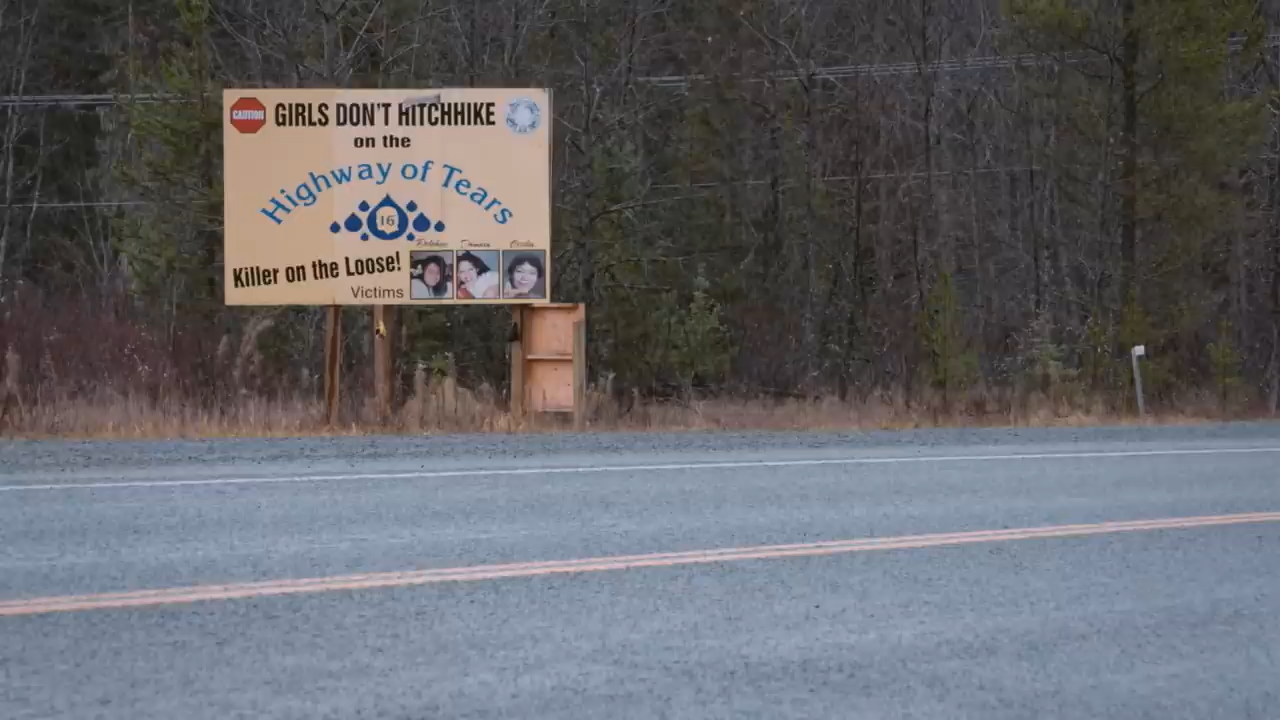 CAUTION
GIRLS DON'T HITCHHIKE
on the
Highway of Tears
16
Killer on the Loose!
Victims